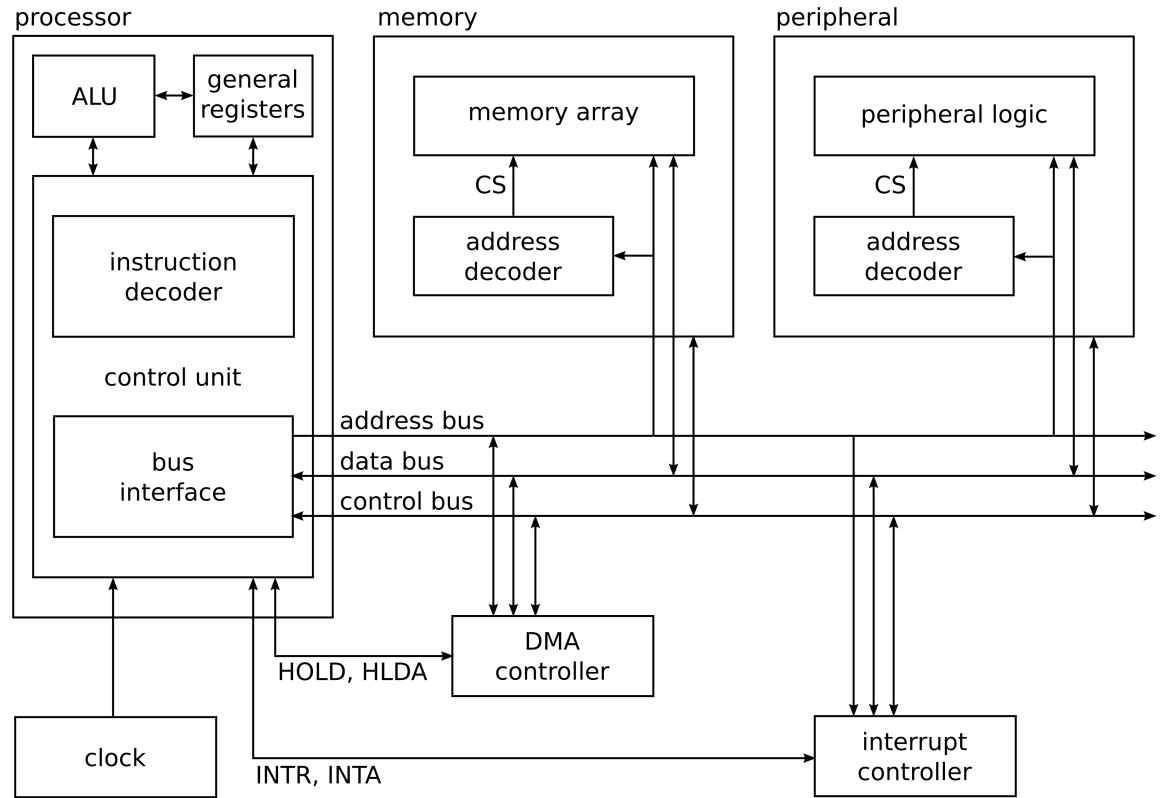 processor
memory
peripheral
ALU
general
registers
memory array
peripheral logic
CS
CS
instruction
decoder
address
decoder
address
decoder
control unit
address bus
bus
interface
data bus
control bus
DMA
controller
HOLD, HLDA
clock
interrupt
controller
INTR, INTA